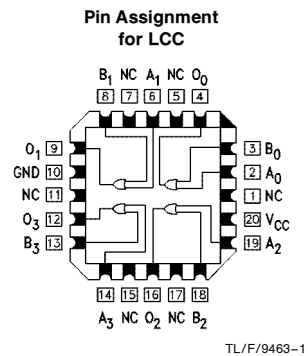 Pin Assignment
for LCC
B1 NC A1 NC O0
8 7 6 5 4
O1 9
GND 10
NC 11
O3 12
B3 13
3 B0
2 A0
1 NC
20 VCC
19 A2
14 15 16 17 18
A3 NC O2 NC B2
TL/F/9463–1